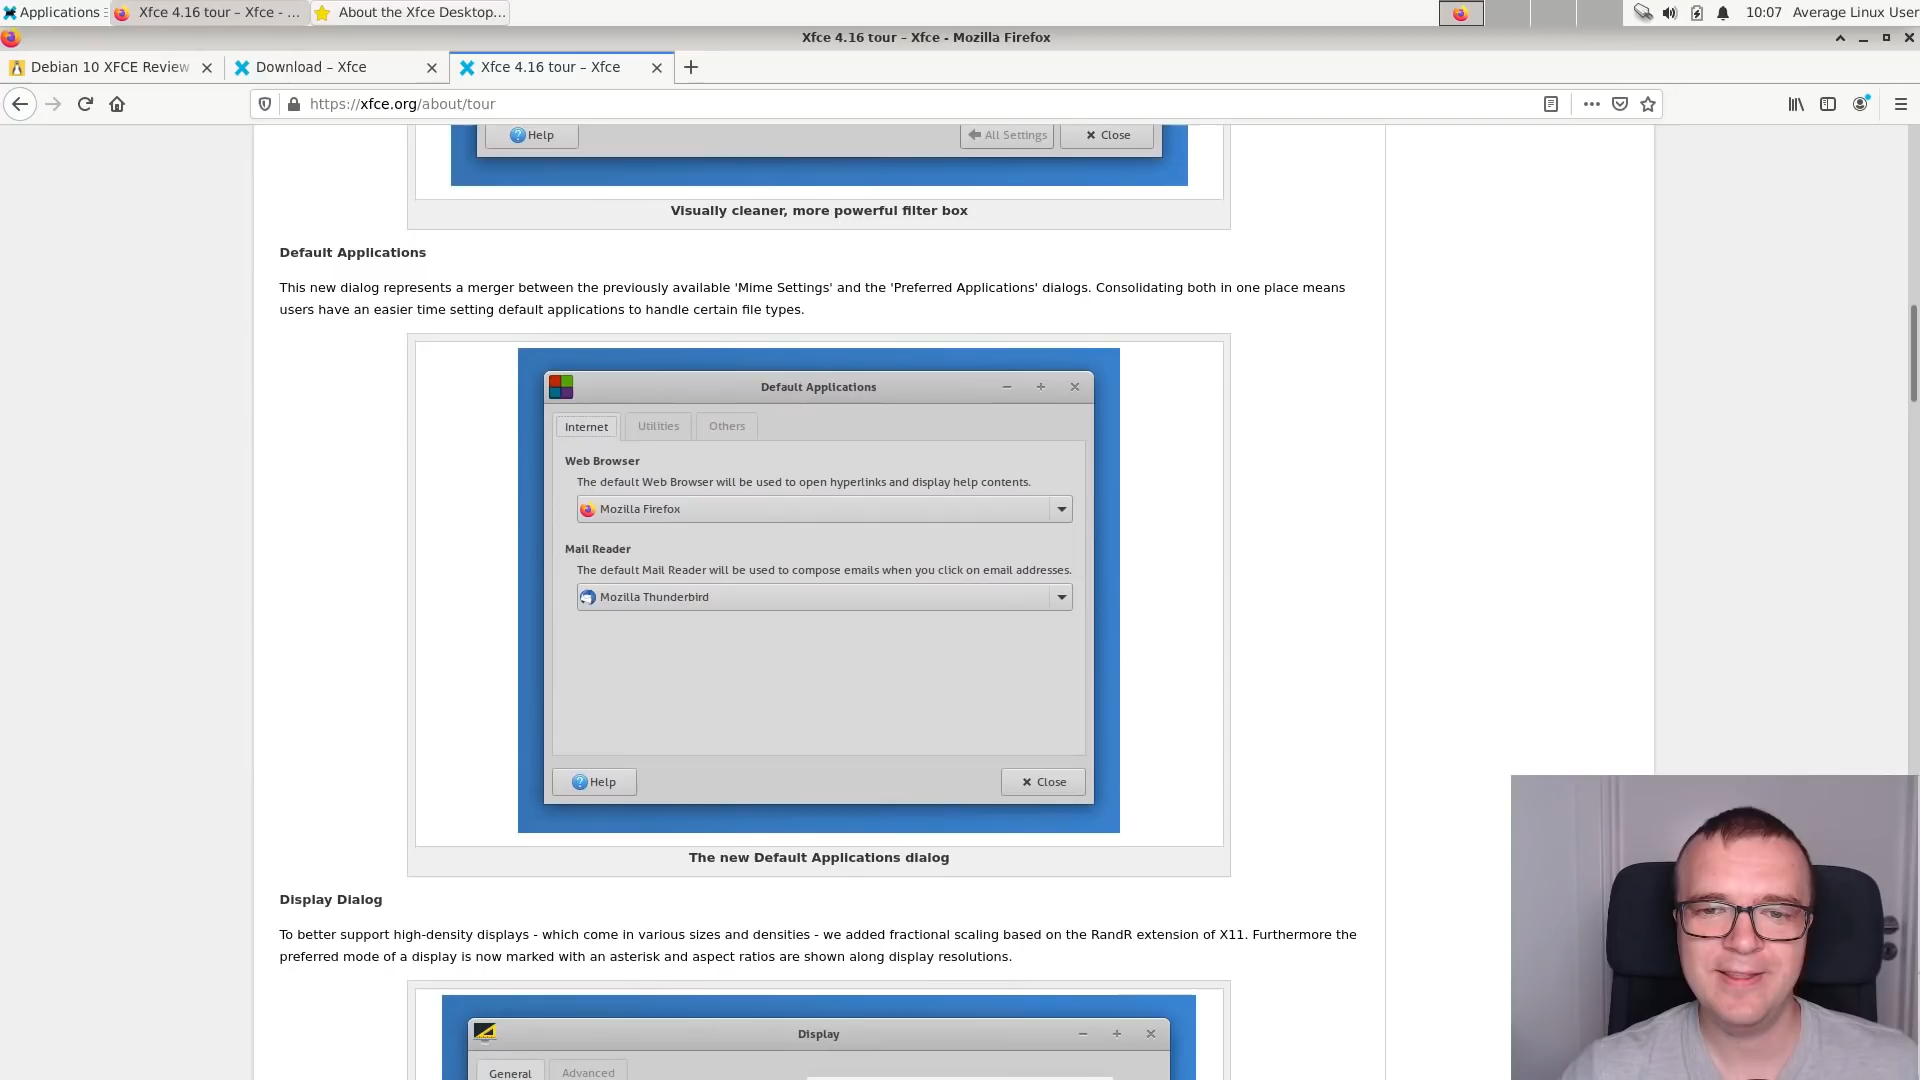 Applications
Xfce 4.16 tour – Xfce - ...
About the Xfce Desktop...
10:07
Average Linux User
Xfce 4.16 tour – Xfce - Mozilla Firefox
Debian 10 XFCE Review
Download – Xfce
Xfce 4.16 tour – Xfce
https://xfce.org/about/tour
Help
All Settings
Close
Visually cleaner, more powerful filter box
Default Applications
This new dialog represents a merger between the previously available 'Mime Settings' and the 'Preferred Applications' dialogs. Consolidating both in one place means
users have an easier time setting default applications to handle certain file types.
Default Applications
Internet
Utilities
Others
Web Browser
The default Web Browser will be used to open hyperlinks and display help contents.
Mozilla Firefox
Mail Reader
The default Mail Reader will be used to compose emails when you click on email addresses.
Mozilla Thunderbird
Help
Close
The new Default Applications dialog
Display Dialog
To better support high-density displays - which come in various sizes and densities - we added fractional scaling based on the RandR extension of X11. Furthermore the
preferred mode of a display is now marked with an asterisk and aspect ratios are shown along display resolutions.
Display
General
Advanced